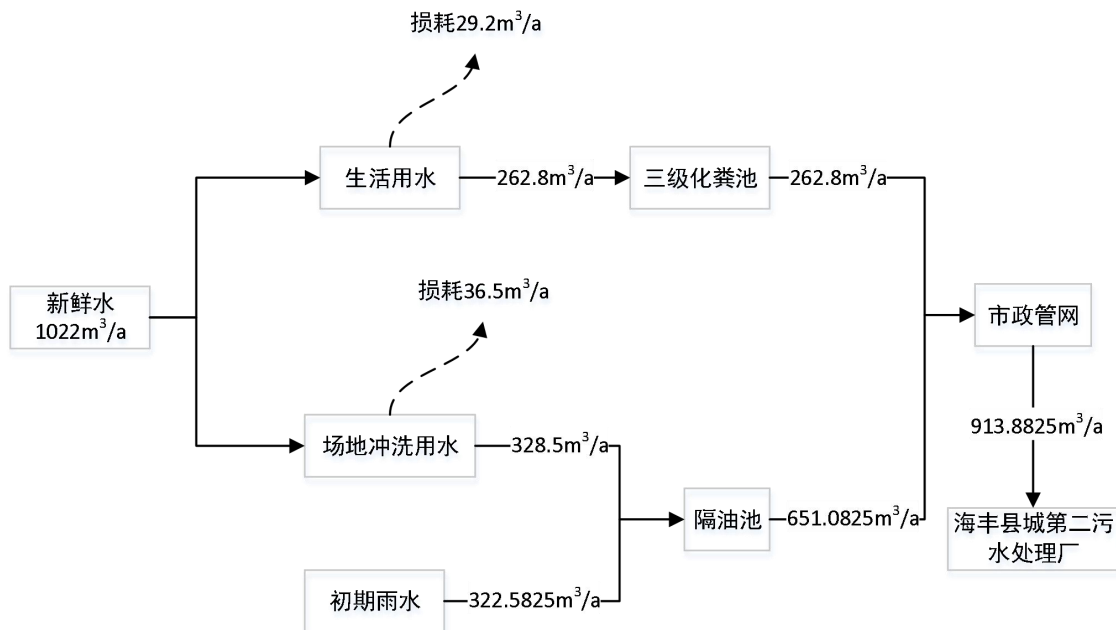 损耗29.2m³/a
生活用水
262.8m³/a
三级化粪池
262.8m³/a
新鲜水
1022m³/a
损耗36.5m³/a
市政管网
场地冲洗用水
328.5m³/a
913.8825m³/a
隔油池
651.0825m³/a
海丰县城第二污
水处理厂
初期雨水
322.5825m³/a